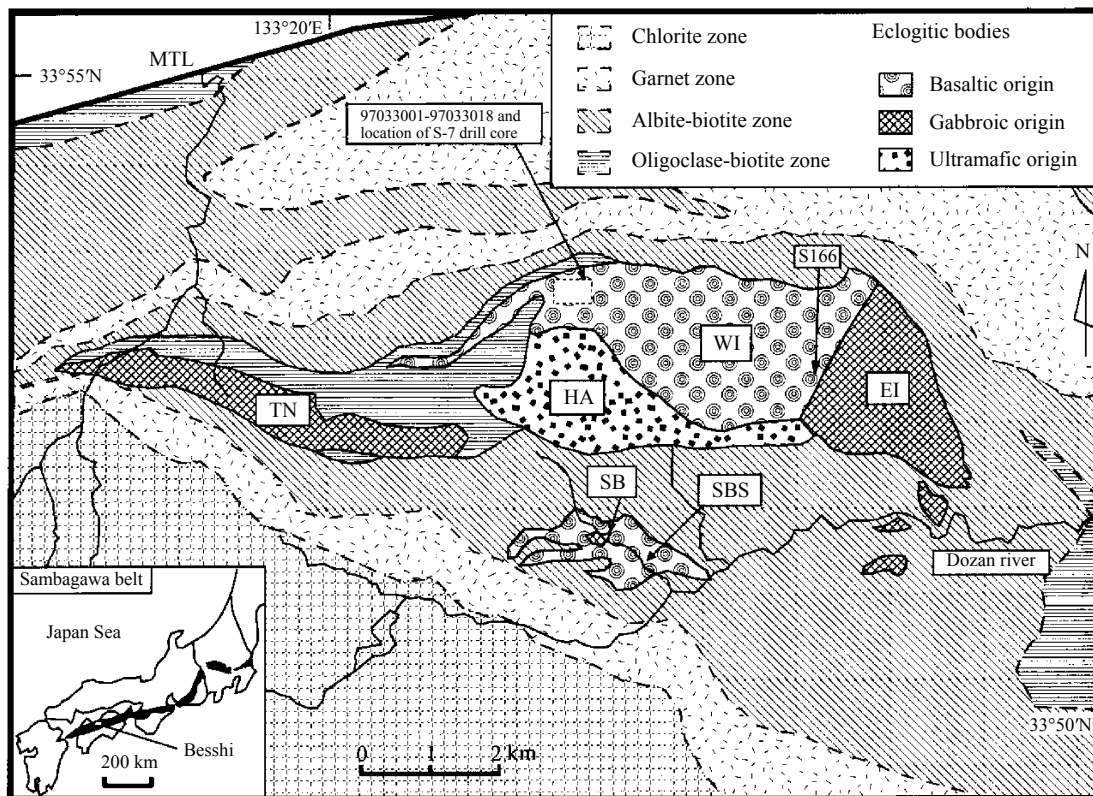 133°20'E
MTL
33°55'N
97033001-97033018 and
location of S-7 drill core
Chlorite zone
Garnet zone
Albite-biotite zone
Oligoclase-biotite zone
Eclogitic bodies
Basaltic origin
Gabbroic origin
Ultramafic origin
S166
N
WI
HA
EI
TN
SB
SBS
Dozan river
Sambagawa belt
Japan Sea
Besshi
200 km
0 1 2 km
33°50'N